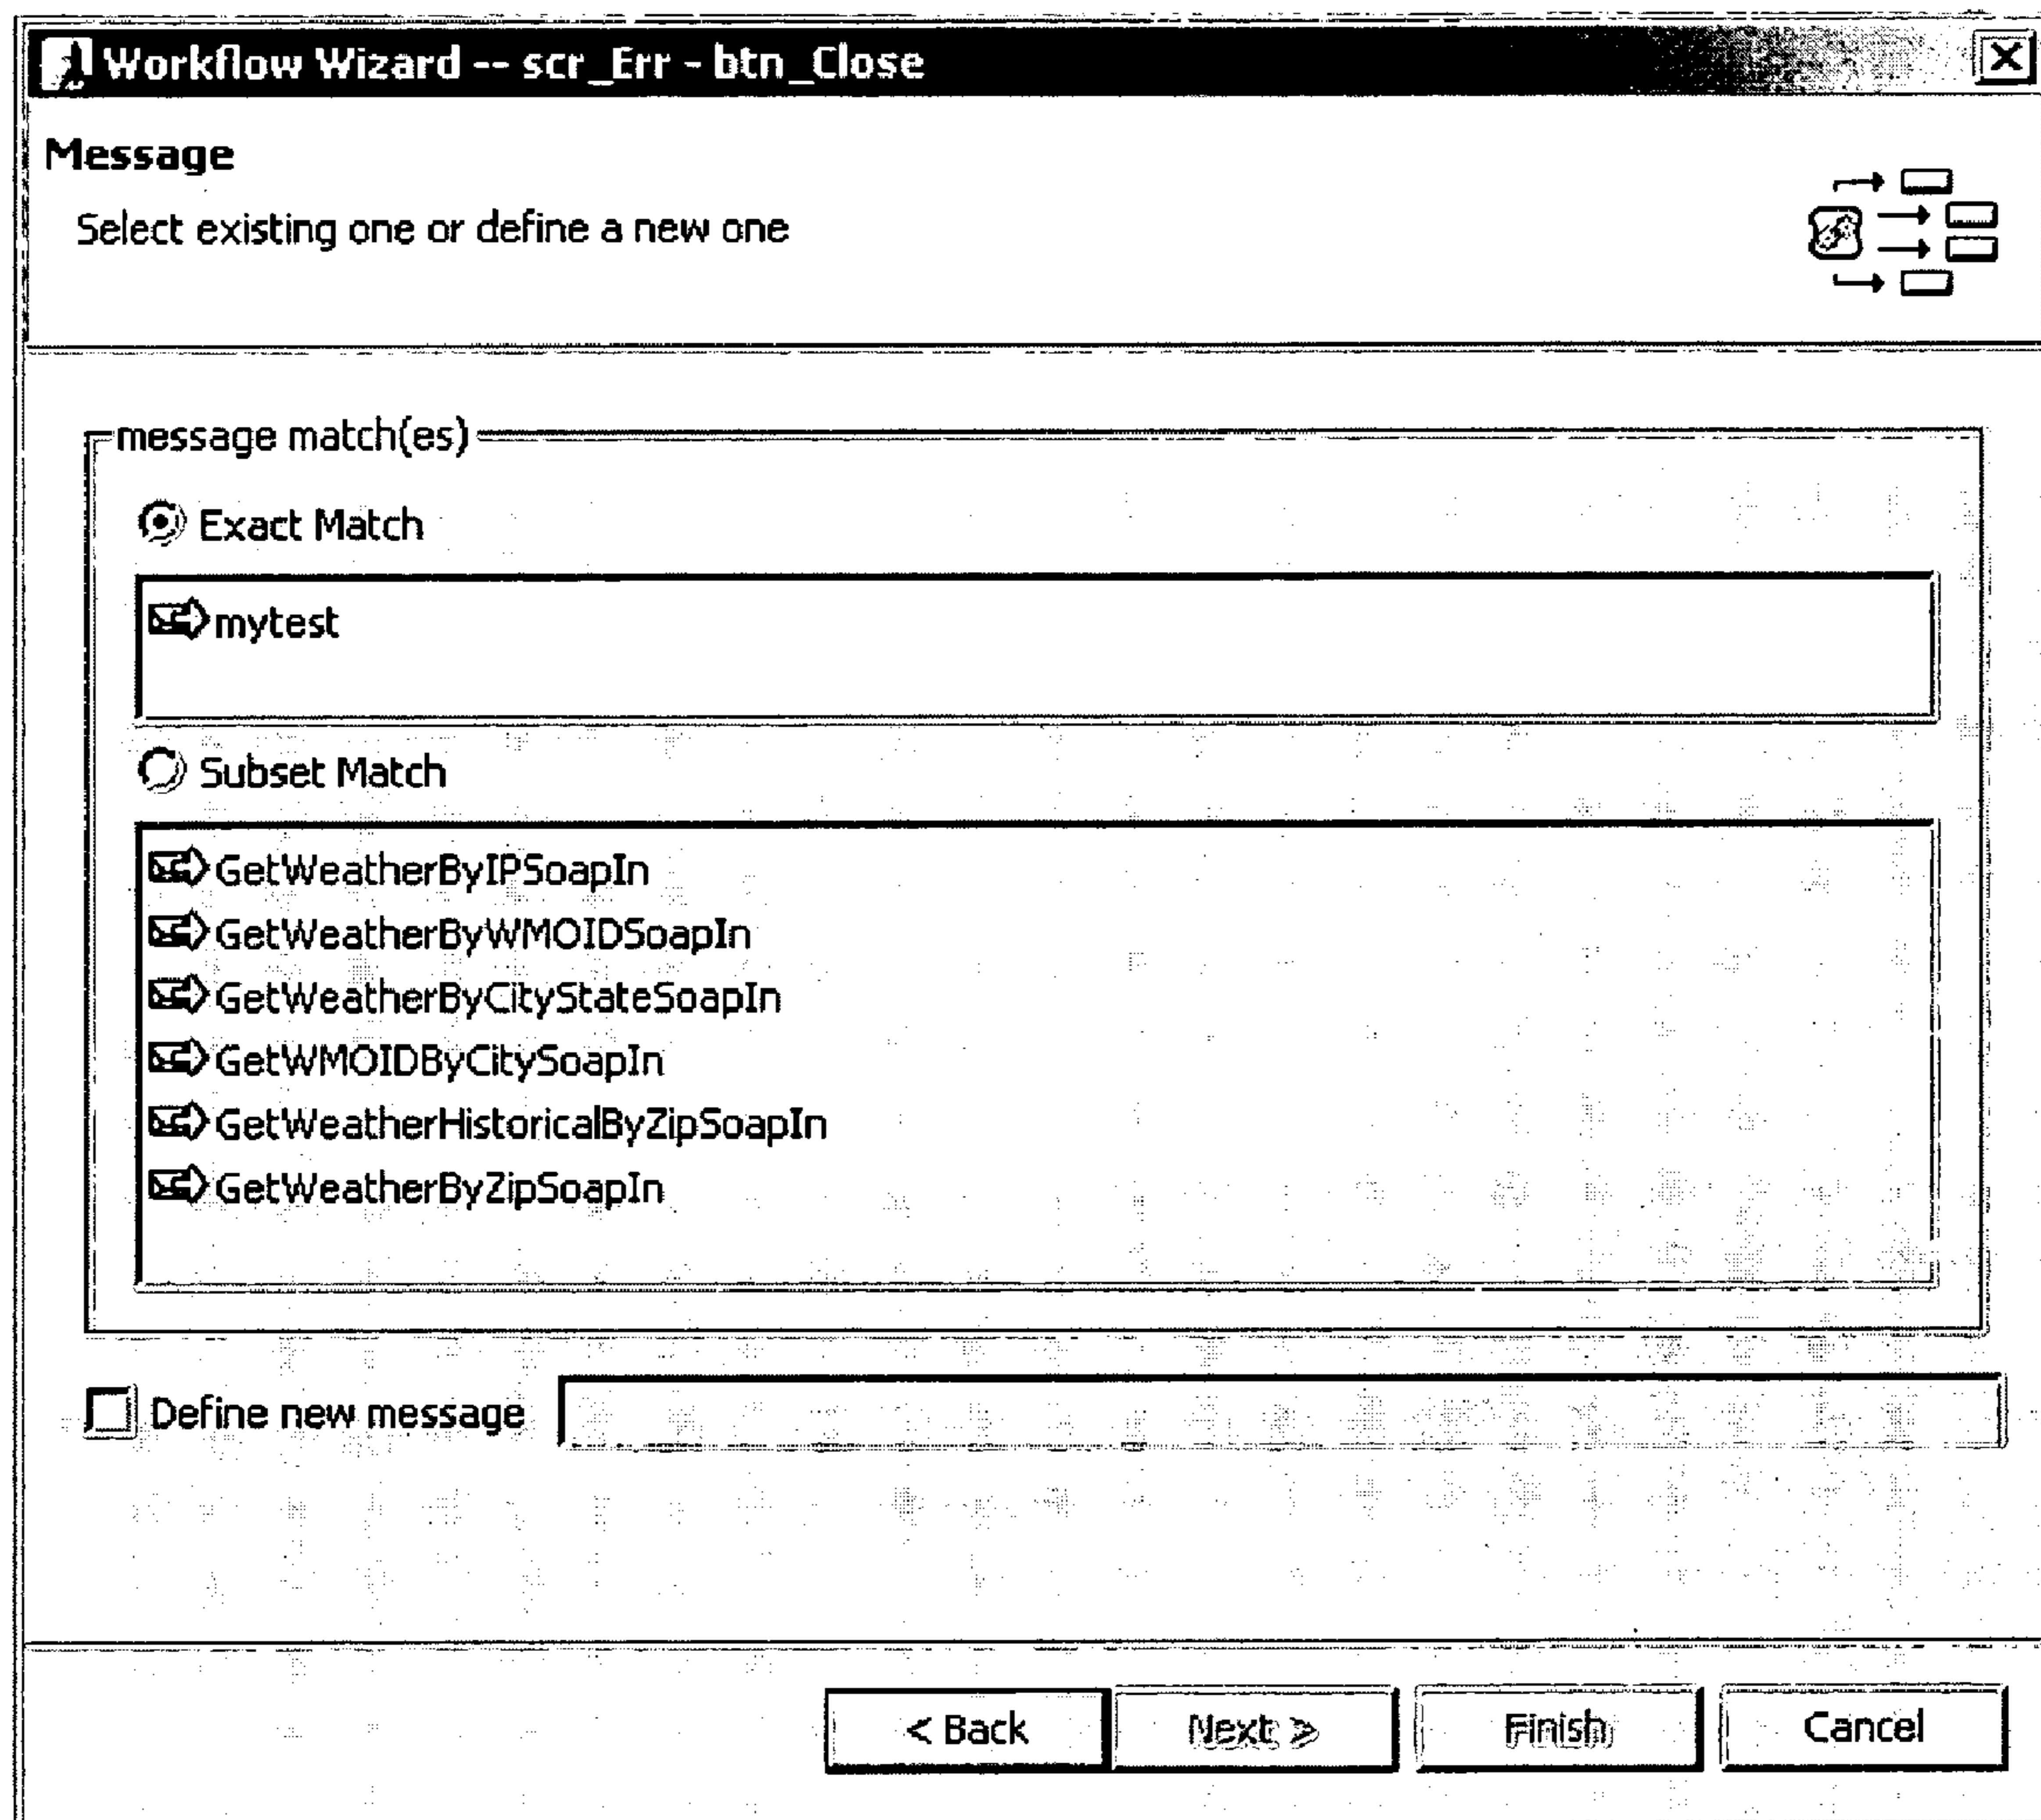 Workflow Wizard -- scr_Err - btn_Close
Message
Select existing one or define a new one
message match(es)
Exact Match
mytest
Subset Match
GetWeatherByIPSoapIn
GetWeatherByWMOIDSoapIn
GetWeatherByCityStateSoapIn
GetWMOIDByCitySoapIn
GetWeatherHistoricalByZipSoapIn
GetWeatherByZipSoapIn
Define new message
< Back Next > Finish Cancel